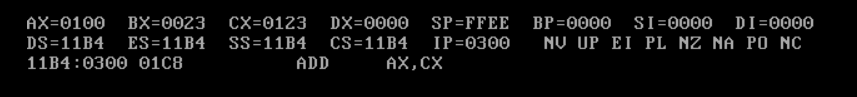 AX=0100 BX=0023 CX=0123 DX=0000 SP=FFEE BP=0000 SI=0000 DI=0000
DS=11B4 ES=11B4 SS=11B4 CS=11B4 IP=0300 NV UP EI PL NZ NA PO NC
11B4:0300 01C8 ADD AX,CX